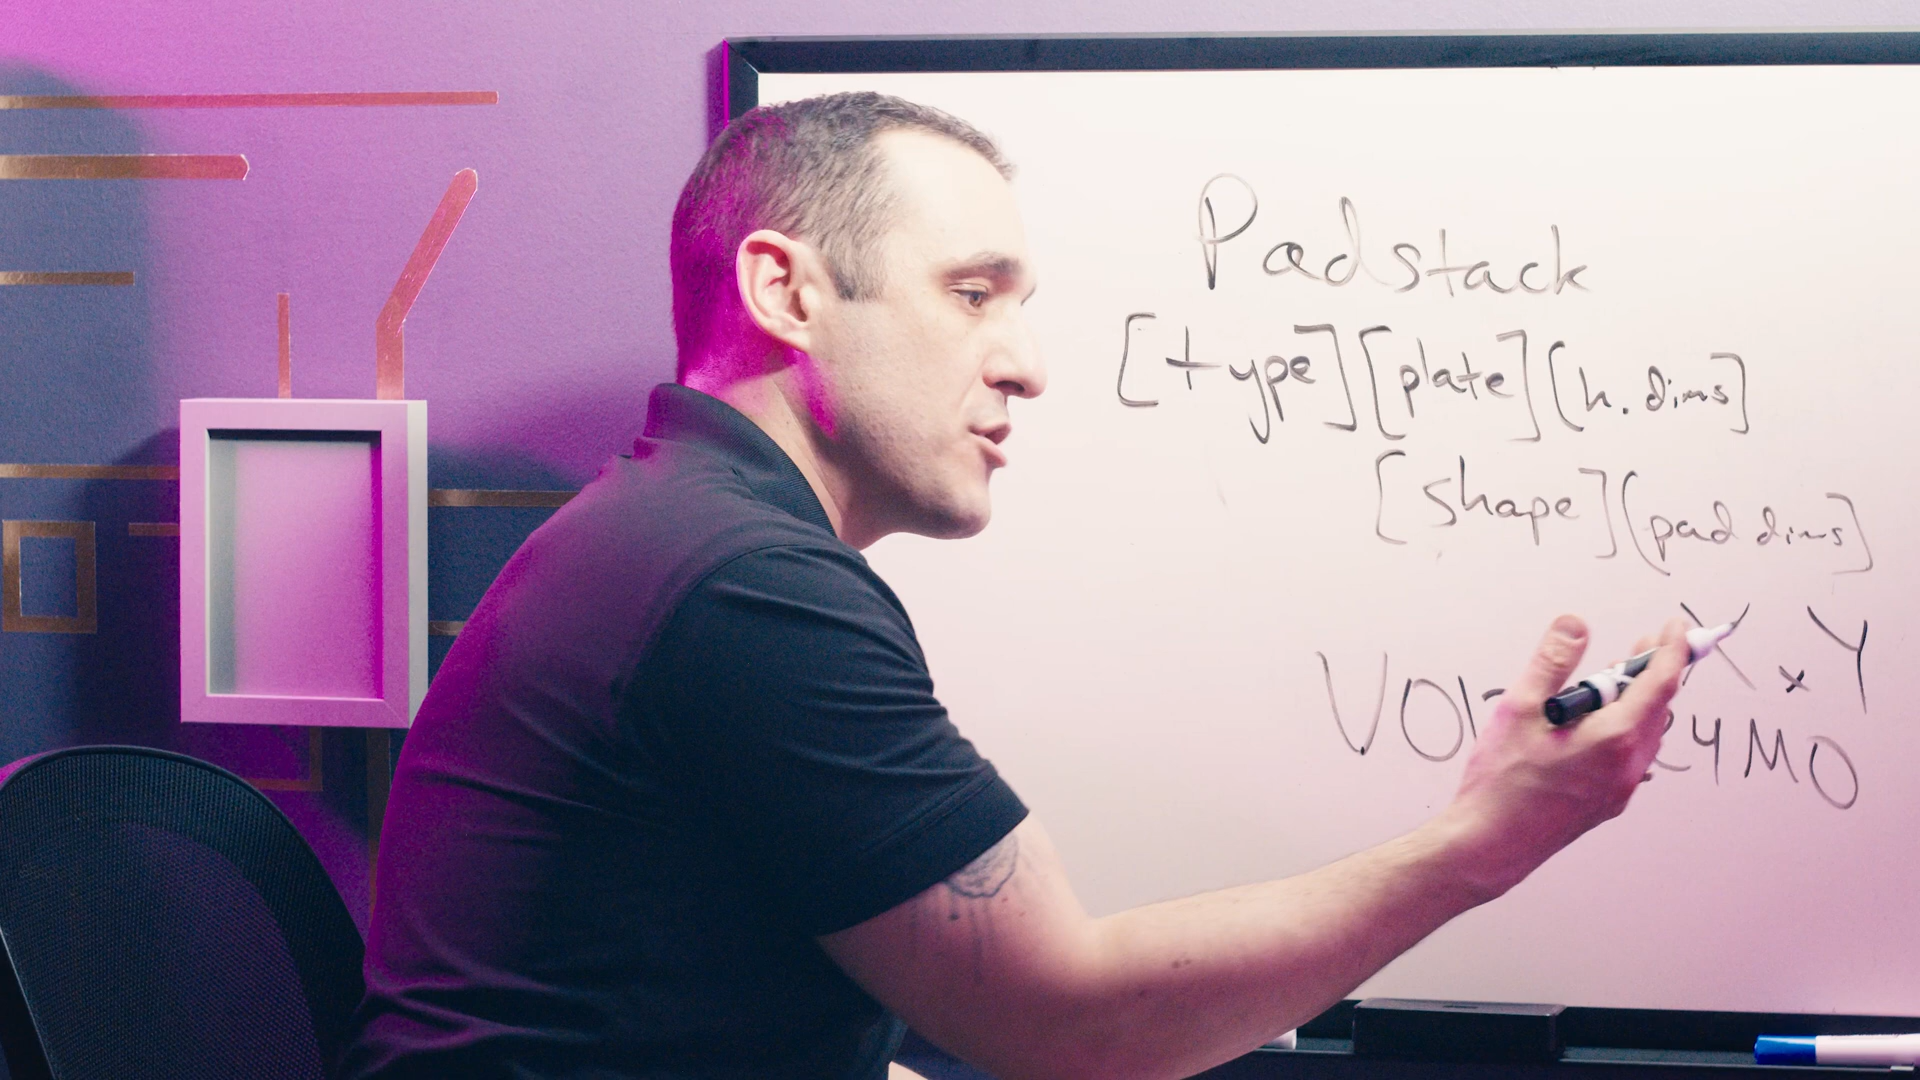 Padstack
[type][plate][h.dims]
[shape][pad dims]
X x Y